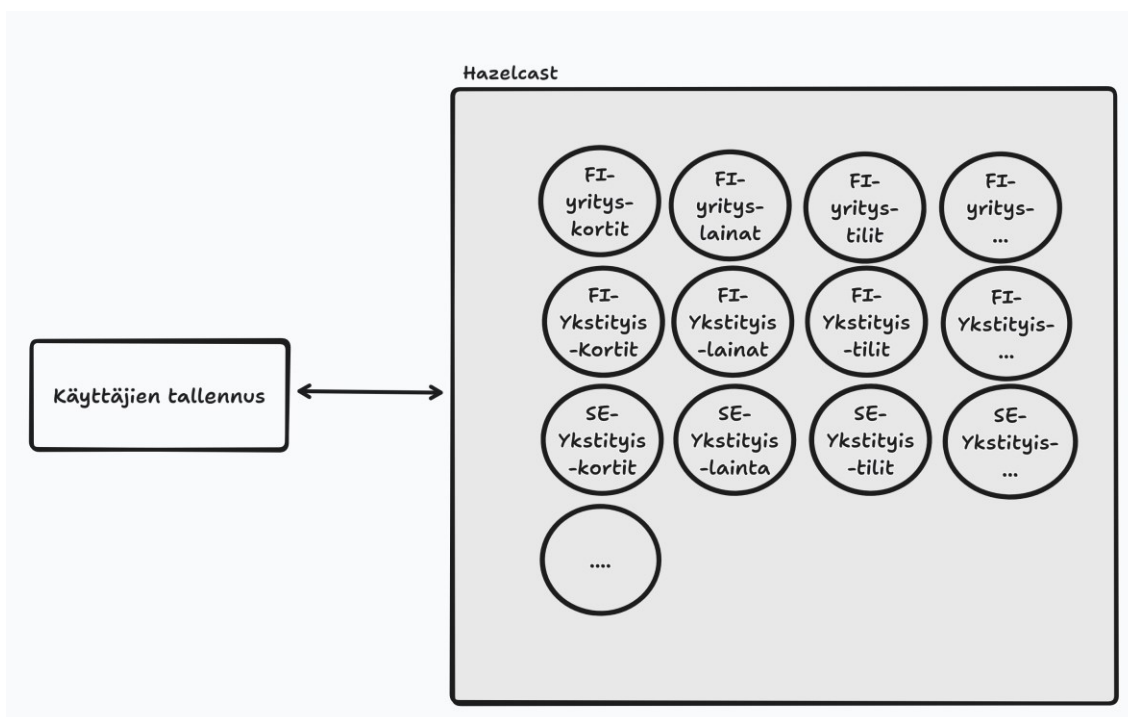 Hazelcast
FI-
yritys-
kortit
FI-
yritys-
lainat
FI-
yritys-
tilit
FI-
yritys-
...
FI-
Ykstityis
-Kortit
FI-
Ykstityis
-lainat
FI-
Ykstityis
-tilit
FI-
Ykstityis-
...
Käyttäjien tallennus
SE-
Ykstityis
-kortit
SE-
Ykstityis
-lainta
SE-
Ykstityis
-tilit
SE-
Ykstityis-
...
....